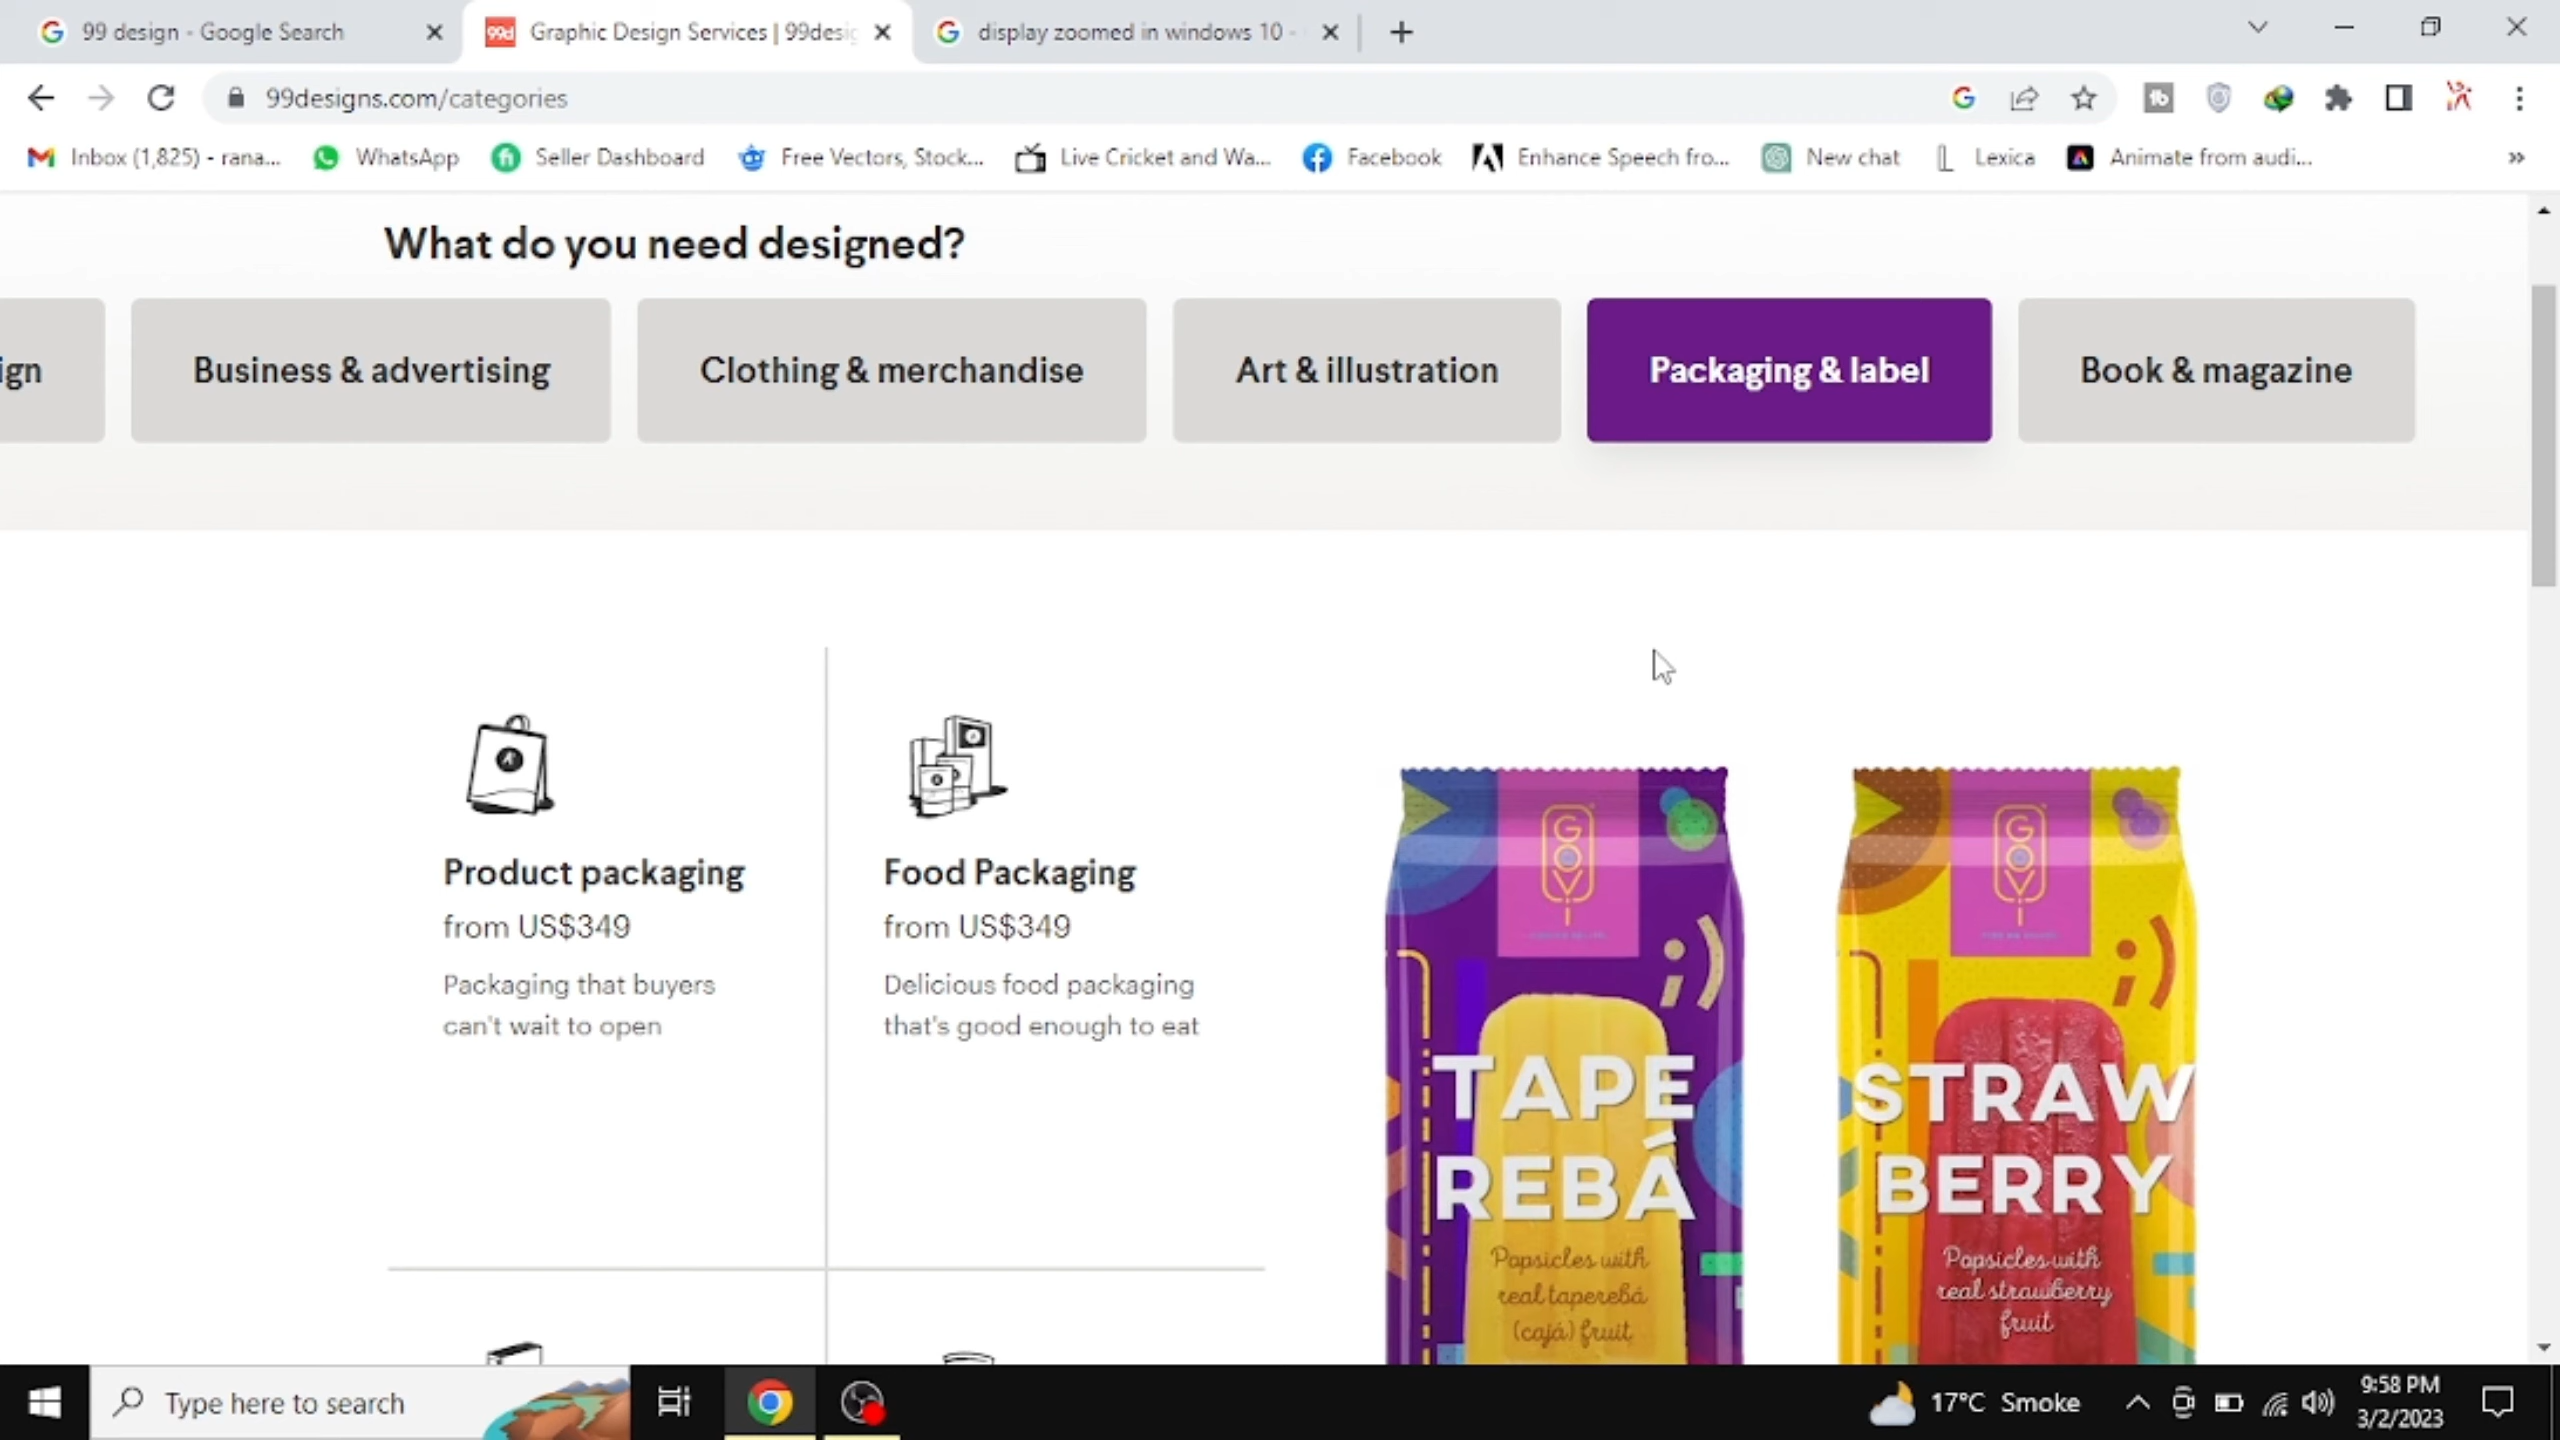 99 design - Google Search
99d
Graphic Design Services | 99desig
display zoomed in windows 10 -
99designs.com/categories
Inbox (1,825) - rana...
WhatsApp
Seller Dashboard
Free Vectors, Stock...
Live Cricket and Wa...
Facebook
Enhance Speech fro...
New chat
Lexica
Animate from audi...
What do you need designed?
ign
Business & advertising
Clothing & merchandise
Art & illustration
Packaging & label
Book & magazine
Product packaging
from US$349
Packaging that buyers
can't wait to open
Food Packaging
from US$349
Delicious food packaging
that's good enough to eat
GOVI
TAPE
REBÁ
Popsicles with
real taperebá
(cajá) fruit
GOVI
STRAW
BERRY
Popsicles with
real strawberry
fruit
Type here to search
17°C Smoke
9:58 PM
3/2/2023